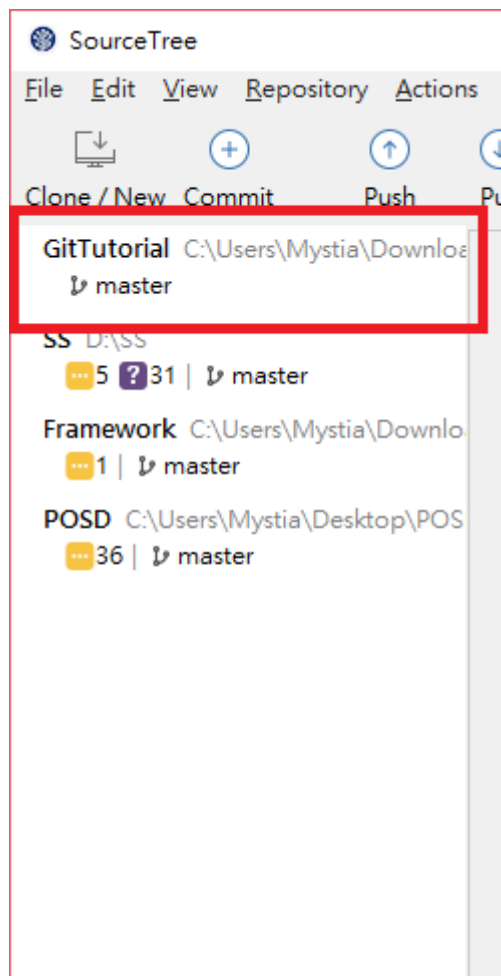 SourceTree
File Edit View Repository Actions
Clone / New Commit Push
GitTutorial C:\Users\Mystia\Downloa
master
SS D:\SS
5 ? 31 | master
Framework C:\Users\Mystia\Downlo
1 | master
POSD C:\Users\Mystia\Desktop\POS
36 | master